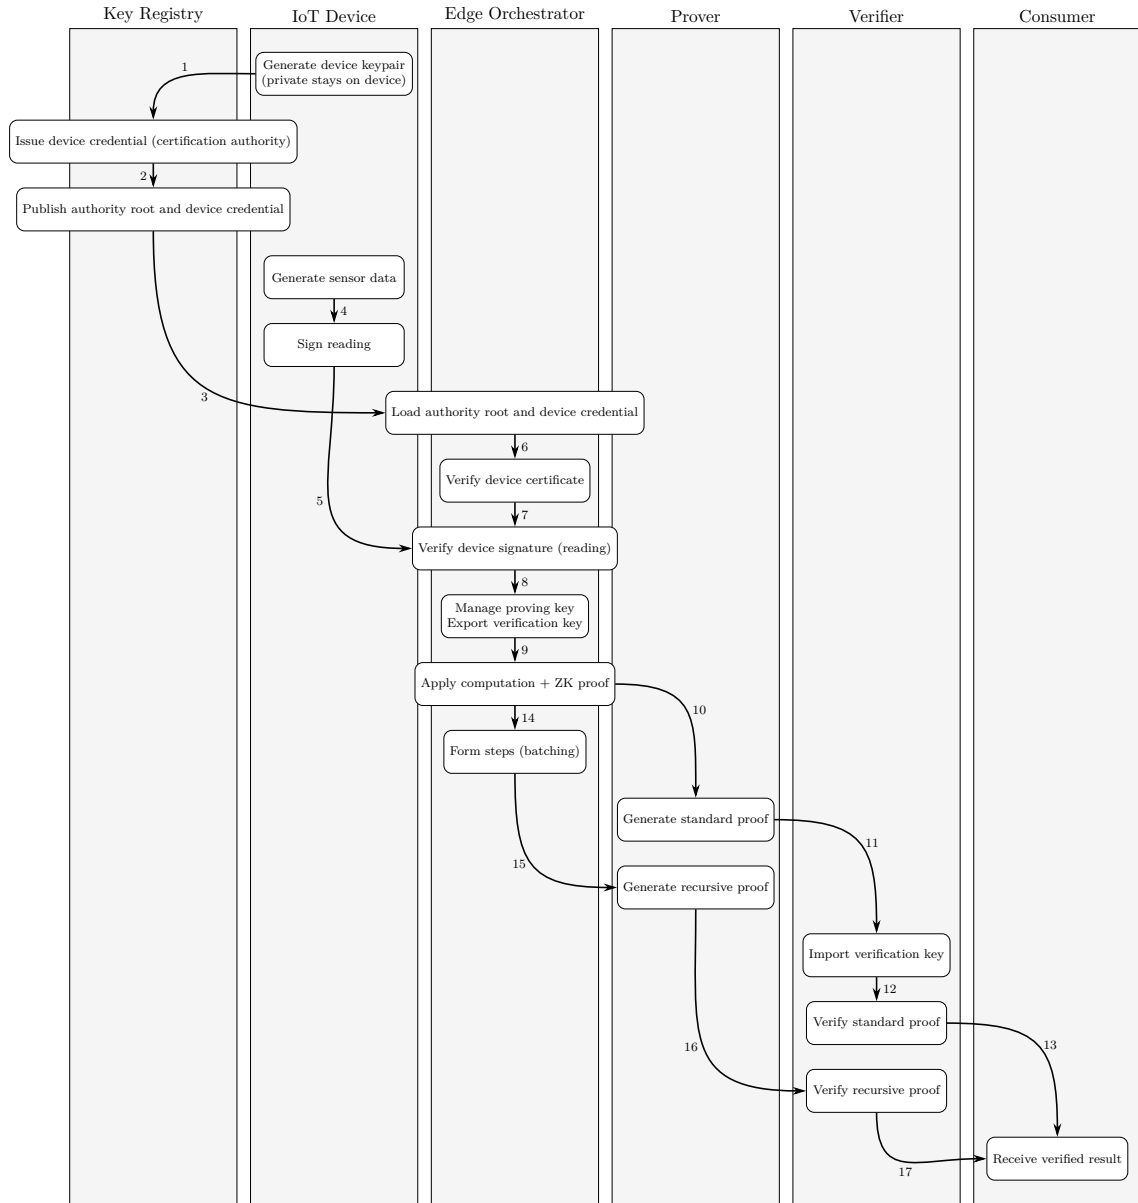 Key Registry
IoT Device
Edge Orchestrator
Prover
Verifier
Consumer
Generate device keypair
(private stays on device)
1
Issue device credential (certification authority)
2
Publish authority root and device credential
Generate sensor data
4
Sign reading
3
Load authority root and device credential
6
Verify device certificate
5
7
Verify device signature (reading)
8
Manage proving key
Export verification key
9
Apply computation + ZK proof
10
14
Form steps (batching)
Generate standard proof
11
15
Generate recursive proof
Import verification key
12
Verify standard proof
13
16
Verify recursive proof
Receive verified result
17